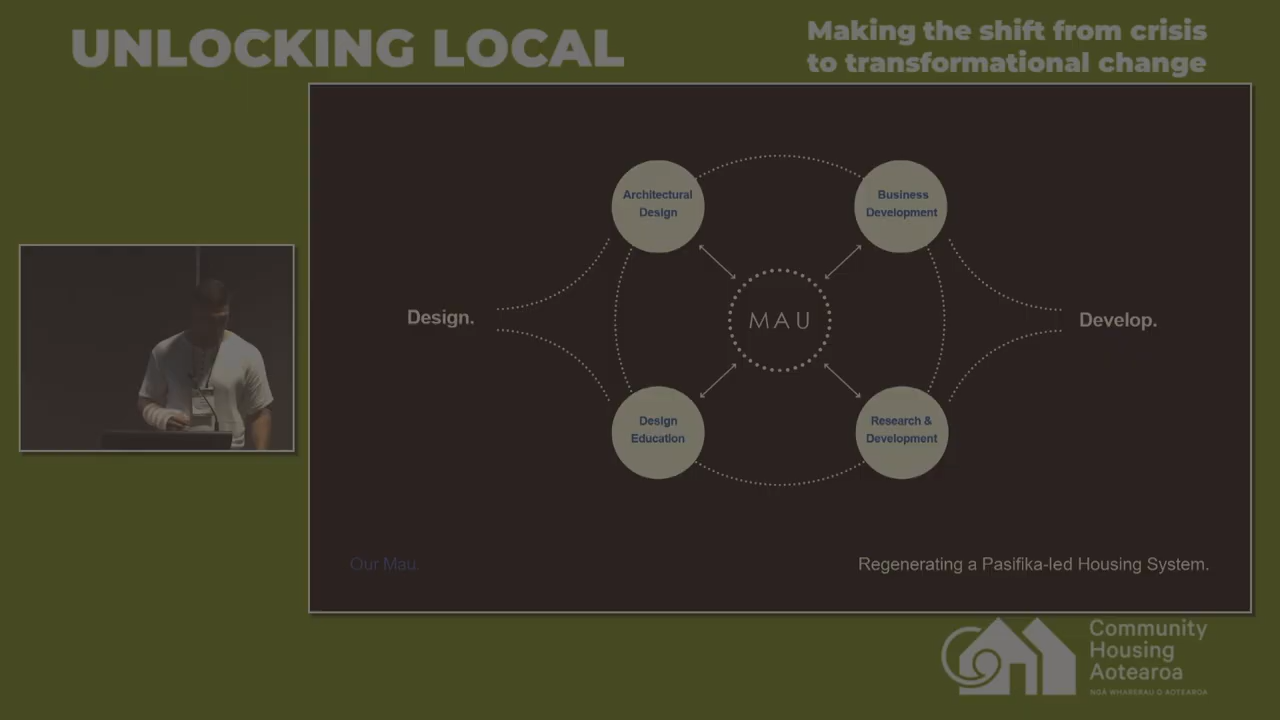 UNLOCKING LOCAL
Making the shift from crisis
to transformational change
Architectural
Design
Business
Development
Design.
MAU
Develop.
Design
Education
Research &
Development
Our Mau.
Regenerating a Pasifika-led Housing System.
Community
Housing
Aotearoa
NGĀ WHARERAU O AOTEAROA